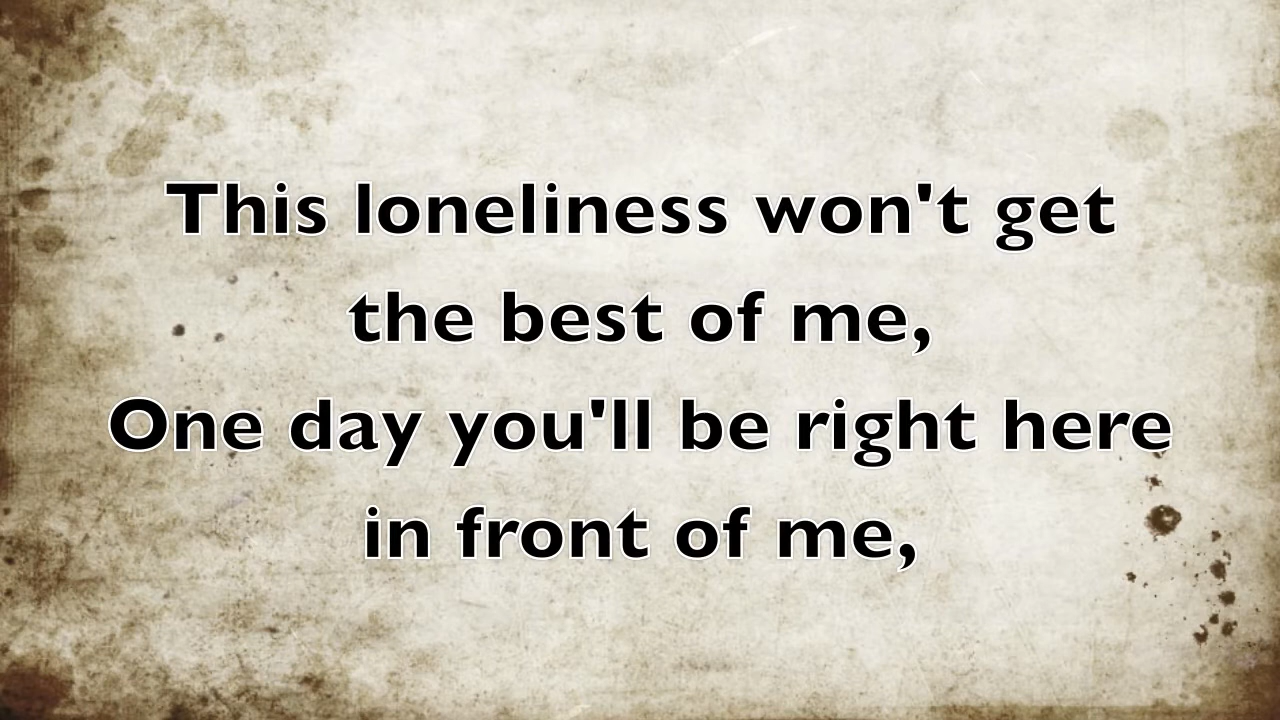 This loneliness won't get
the best of me,
One day you'll be right here
in front of me,